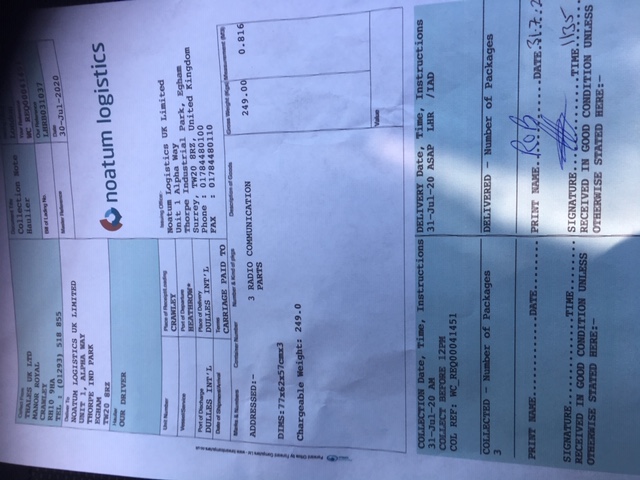 Collect From
THALES UK LTD
MANOR ROYAL
CRAWLEY
RH10 9HA
TEL : (01293) 518 855
Document Title
Collection Note
Haulier
Your Reference
WC_REQ00041451
Bill of Lading No.
Our Reference
LHRB031037
Master Reference
Date
30-Jul-2020
Deliver To
NOATUM LOGISTICS UK LIMITED
UNIT 1, ALPHA WAY
THORPE IND PARK
EGHAM
TW20 8RZ
Haulier
OUR DRIVER
noatum logistics
Unit Number
Place of Receipt/Loading
CRAWLEY
Vessel/Service
Port of Departure
HEATHROW*
Port of Discharge
DULLES INT'L
Place of Delivery
DULLES INT'L
Date of Shipment/Arrival
Terms
CARRIAGE PAID TO
Issuing Office:-
Noatum Logistics UK Limited
Unit 1 Alpha Way
Thorpe Industrial Park, Egham
Surrey, TW20 8RZ, United Kingdom
Phone : 01784480100
FAX : 01784480110
Marks & Numbers
Container Number
Number & Kind of pkgs
Description of Goods
Gross Weight (Kgs)
Measurement (M3)
ADDRESSED:-
3 RADIO COMMUNICATION
PARTS
249.00
0.816
DIMS:77x62x57cmx3
Chargeable Weight: 249.0
Value
COLLECTION Date, Time, Instructions
31-Jul-20 AM
COLLECT BEFORE 12PM
COL REF: WC_REQ00041451
DELIVERY Date, Time, Instructions
31-Jul-20 ASAP LHR /IAD
COLLECTED - Number of Packages
3
DELIVERED - Number of Packages
PRINT NAME..............DATE..........
PRINT NAME....ROB....DATE.31.7.2
SIGNATURE..............TIME..........
SIGNATURE..............TIME 1135
RECEIVED IN GOOD CONDITION UNLESS
OTHERWISE STATED HERE:-
RECEIVED IN GOOD CONDITION UNLESS
OTHERWISE STATED HERE:-